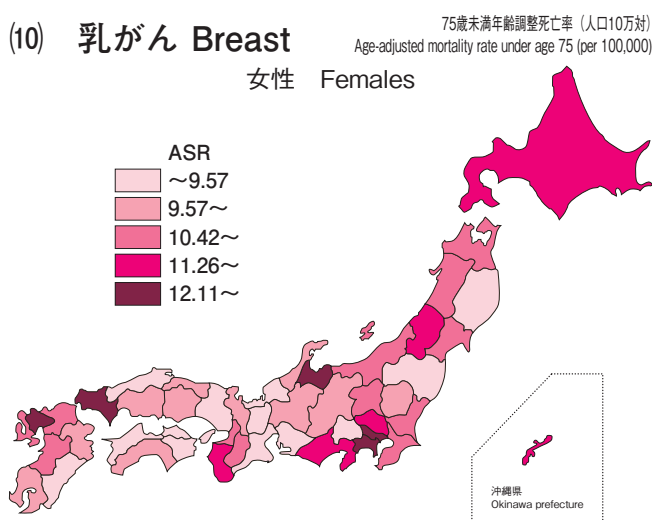 ⑽ 乳がん Breast
75歳未満年齢調整死亡率（人口10万対）
Age-adjusted mortality rate under age 75 (per 100,000)
女性 Females
ASR
～9.57
9.57～
10.42～
11.26～
12.11～
沖縄県
Okinawa prefecture